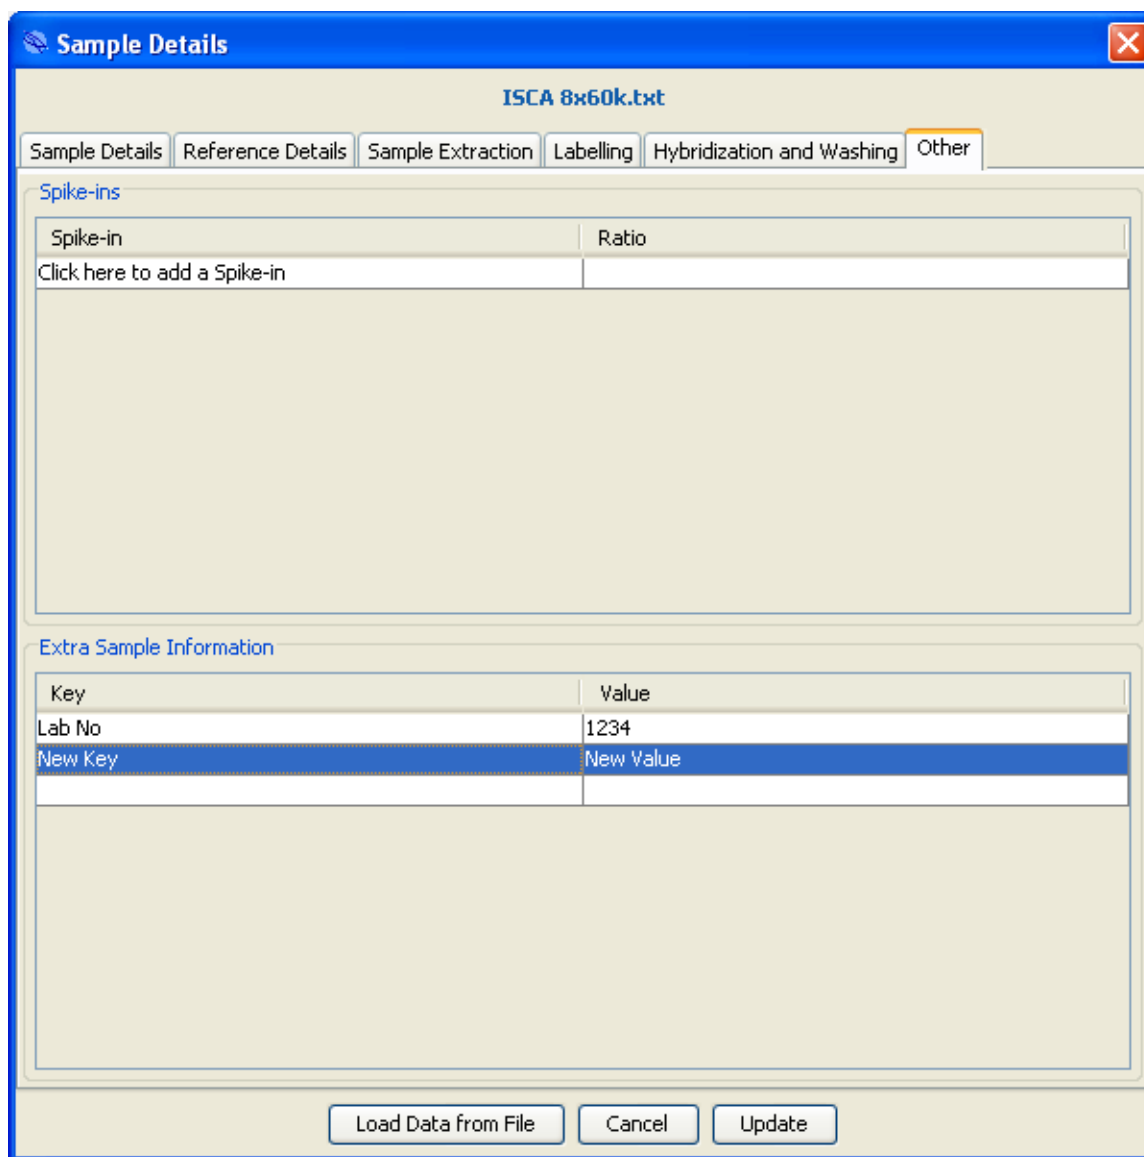 Sample Details
ISCA 8x60k.txt
Sample Details Reference Details Sample Extraction Labelling Hybridization and Washing Other
Spike-ins
Spike-in Ratio
Click here to add a Spike-in
Extra Sample Information
Key Value
Lab No 1234
New Key New Value
Load Data from File Cancel Update